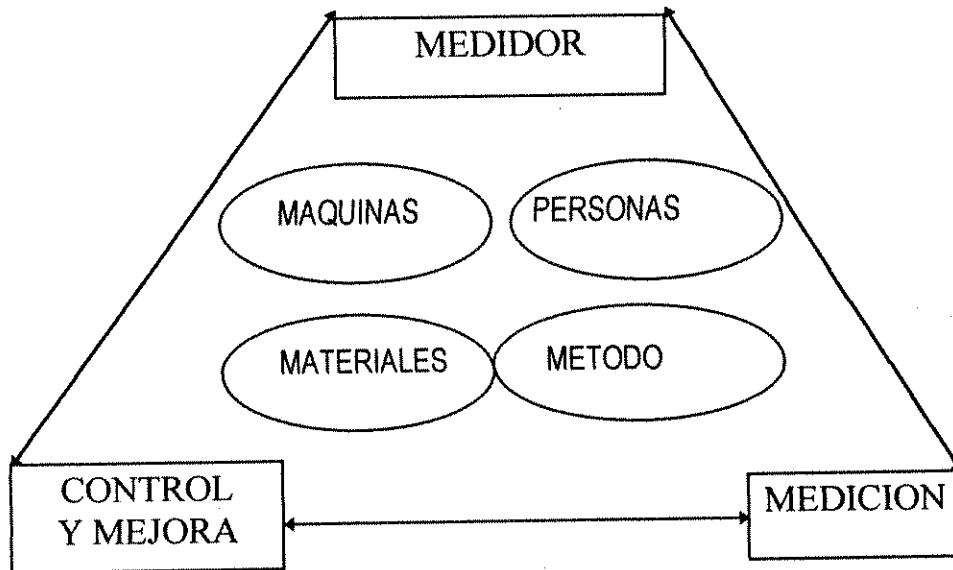 MEDIDOR
MAQUINAS
PERSONAS
MATERIALES
METODO
CONTROL
Y MEJORA
MEDICION